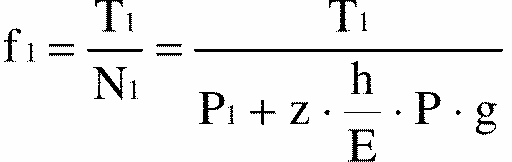 f₁ = T₁/N₁ = T₁/(P₁ + z · h/E · P · g)